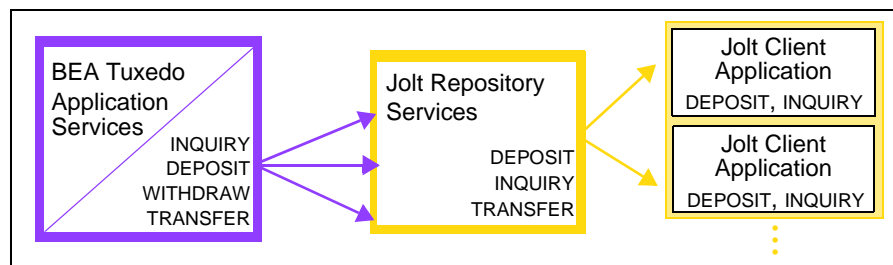 BEA Tuxedo
Application
Services
INQUIRY
DEPOSIT
WITHDRAW
TRANSFER
Jolt Repository
Services
DEPOSIT
INQUIRY
TRANSFER
Jolt Client
Application
DEPOSIT, INQUIRY
Jolt Client
Application
DEPOSIT, INQUIRY